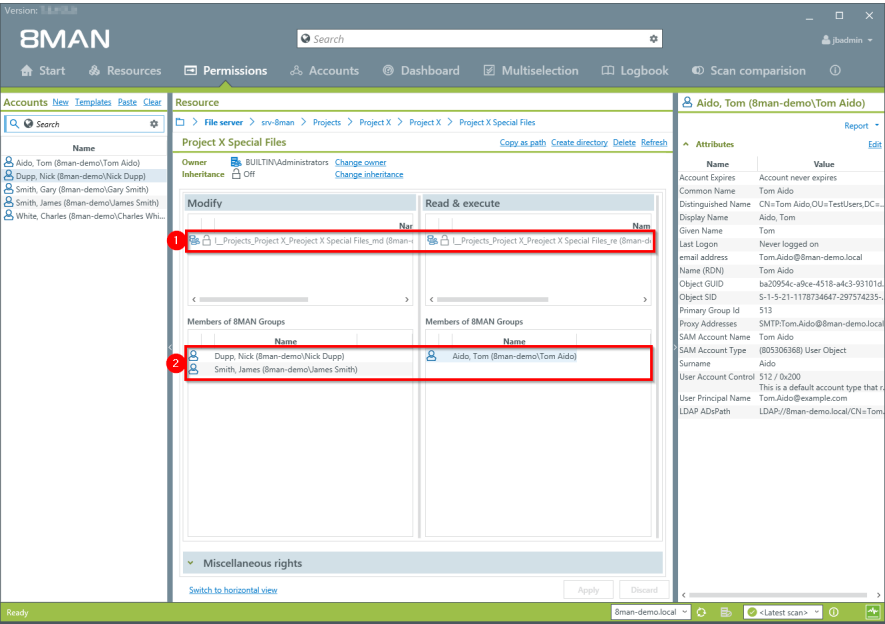 Version:
8MAN
Search
jbadmin
Start
Resources
Permissions
Accounts
Dashboard
Multiselection
Logbook
Scan comparision
Accounts New Templates Paste Clear
Search
Name
Aido, Tom (8man-demo\Tom Aido)
Dupp, Nick (8man-demo\Nick Dupp)
Smith, Gary (8man-demo\Gary Smith)
Smith, James (8man-demo\James Smith)
White, Charles (8man-demo\Charles Whi...
Resource
> File server > srv-8man > Projects > Project X > Project X > Project X Special Files
Project X Special Files
Copy as path Create directory Delete Refresh
Owner BUILTIN\Administrators Change owner
Inheritance Off Change inheritance
Modify
Nar
1
l__Projects_Project X_Preoject X Special Files_md (8man-
Members of 8MAN Groups
Name
2
Dupp, Nick (8man-demo\Nick Dupp)
Smith, James (8man-demo\James Smith)
Read & execute
Nam
l__Projects_Project X_Preoject X Special Files_re (8man-d
Members of 8MAN Groups
Name
Aido, Tom (8man-demo\Tom Aido)
Miscellaneous rights
Switch to horizontal view
Apply
Discard
Aido, Tom (8man-demo\Tom Aido)
Report
Attributes
Edit
Name Value
Account Expires Account never expires
Common Name Tom Aido
Distinguished Name CN=Tom Aido,OU=TestUsers,DC=...
Display Name Aido, Tom
Given Name Tom
Last Logon Never logged on
email address Tom.Aido@8man-demo.local
Name (RDN) Tom Aido
Object GUID ba20954c-a9ce-4518-a4c3-93101d.
Object SID S-1-5-21-1178734647-297574235-.
Primary Group Id 513
Proxy Addresses SMTP:Tom.Aido@8man-demo.local
SAM Account Name Tom Aido
SAM Account Type (805306368) User Object
Surname Aido
User Account Control 512 / 0x200
This is a default account type that r.
User Principal Name Tom.Aido@example.com
LDAP ADsPath LDAP://8man-demo.local/CN=Tom.
Ready
8man-demo.local
<Latest scan>